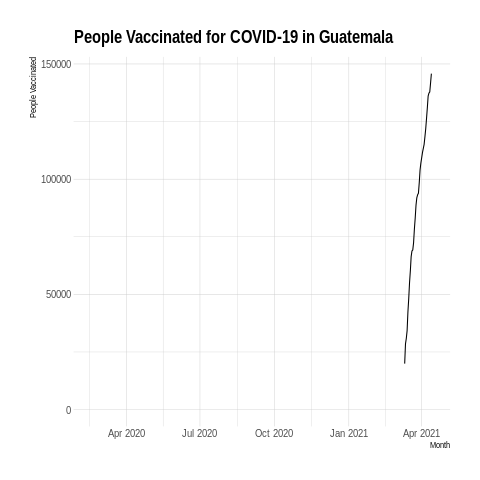 People Vaccinated for COVID-19 in Guatemala
People Vaccinated
150000
100000
50000
0
Apr 2020 Jul 2020 Oct 2020 Jan 2021 Apr 2021
Month